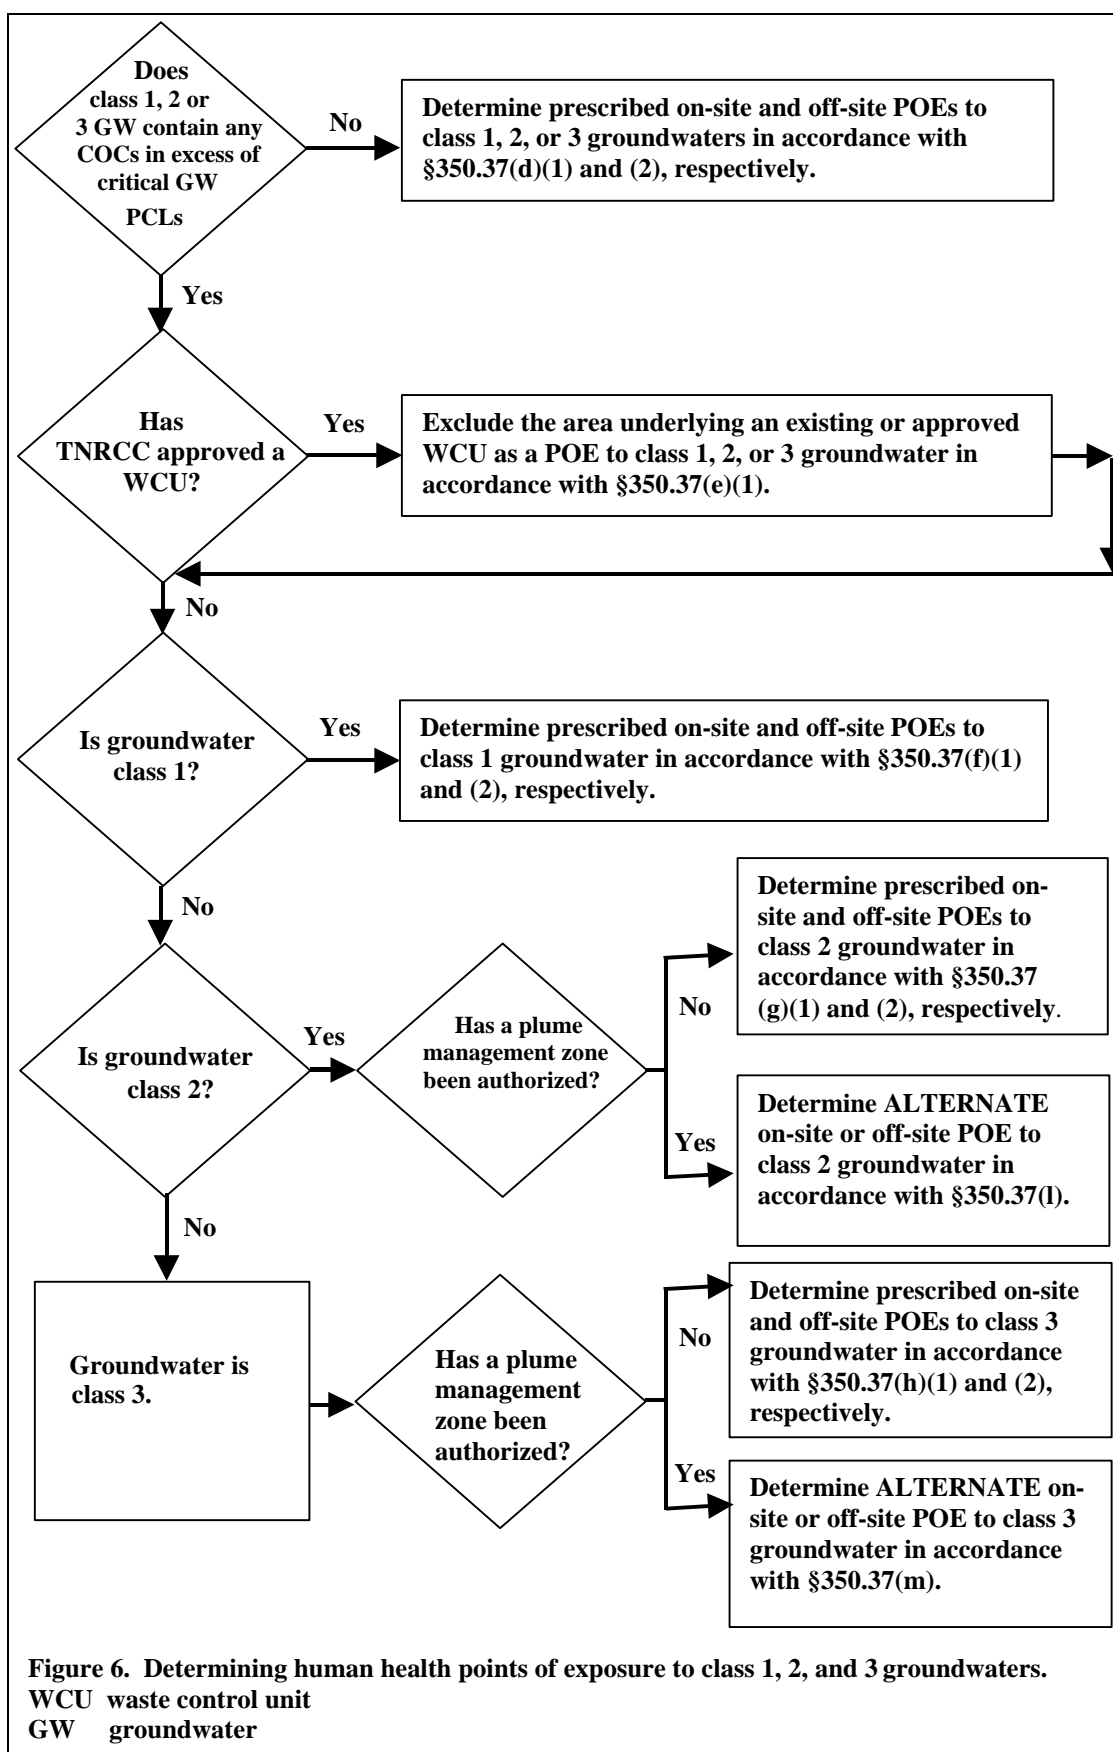 Does
class 1, 2 or
3 GW contain any
COCs in excess of
critical GW
PCLs
No
Determine prescribed on-site and off-site POEs to
class 1, 2, or 3 groundwaters in accordance with
§350.37(d)(1) and (2), respectively.
Yes
Has
TNRCC approved a
WCU?
Yes
Exclude the area underlying an existing or approved
WCU as a POE to class 1, 2, or 3 groundwater in
accordance with §350.37(e)(1).
No
Is groundwater
class 1?
Yes
Determine prescribed on-site and off-site POEs to
class 1 groundwater in accordance with §350.37(f)(1)
and (2), respectively.
No
Is groundwater
class 2?
Yes
Has a plume
management zone
been authorized?
No
Determine prescribed on-
site and off-site POEs to
class 2 groundwater in
accordance with §350.37
(g)(1) and (2), respectively.
Yes
Determine ALTERNATE
on-site or off-site POE to
class 2 groundwater in
accordance with §350.37(l).
No
Groundwater is
class 3.
Has a plume
management
zone been
authorized?
No
Determine prescribed on-site
and off-site POEs to class 3
groundwater in accordance
with §350.37(h)(1) and (2),
respectively.
Yes
Determine ALTERNATE on-
site or off-site POE to class 3
groundwater in accordance
with §350.37(m).
Figure 6. Determining human health points of exposure to class 1, 2, and 3 groundwaters.
WCU waste control unit
GW groundwater